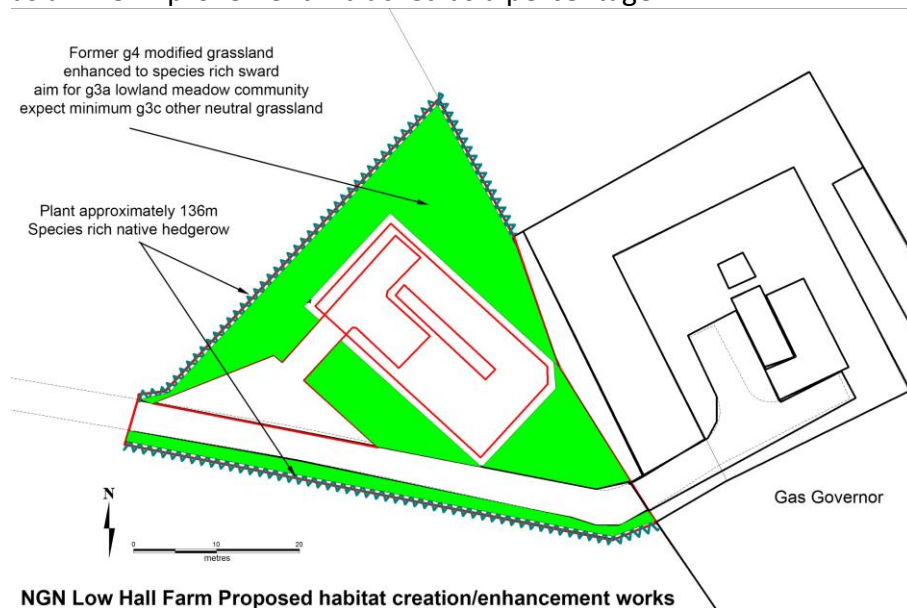 Former g4 modified grassland
enhanced to species rich sward
aim for g3a lowland meadow community
expect minimum g3c other neutral grassland
Plant approximately 136m
Species rich native hedgerow
Gas Governor
N
0 10 20
metres
NGN Low Hall Farm Proposed habitat creation/enhancement works